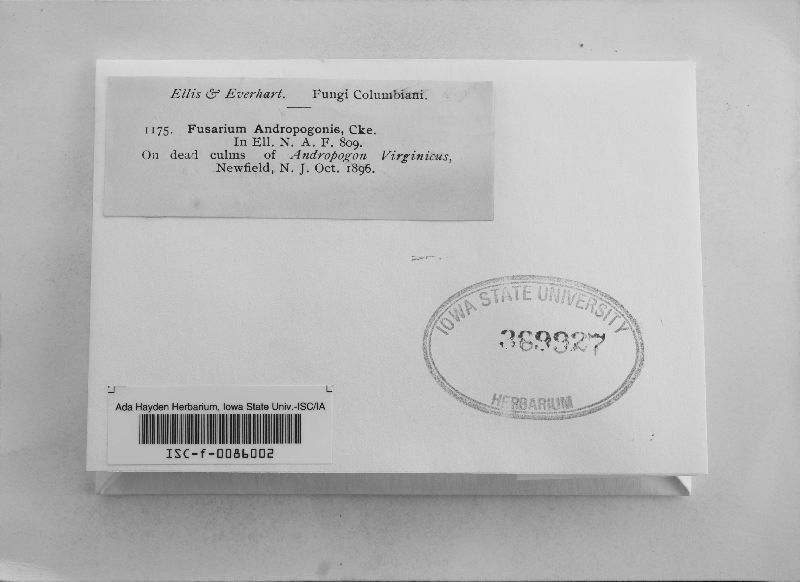 Ellis & Everhart. Fungi Columbiani.
1175. Fusarium Andropogonis, Cke.
In Ell. N. A. F. 809.
On dead culms of Andropogon Virginicus,
Newfield, N. J. Oct. 1896.
IOWA STATE UNIVERSITY
369927
HERBARIUM
Ada Hayden Herbarium, Iowa State Univ.-ISC/IA
ISC-f-0086002